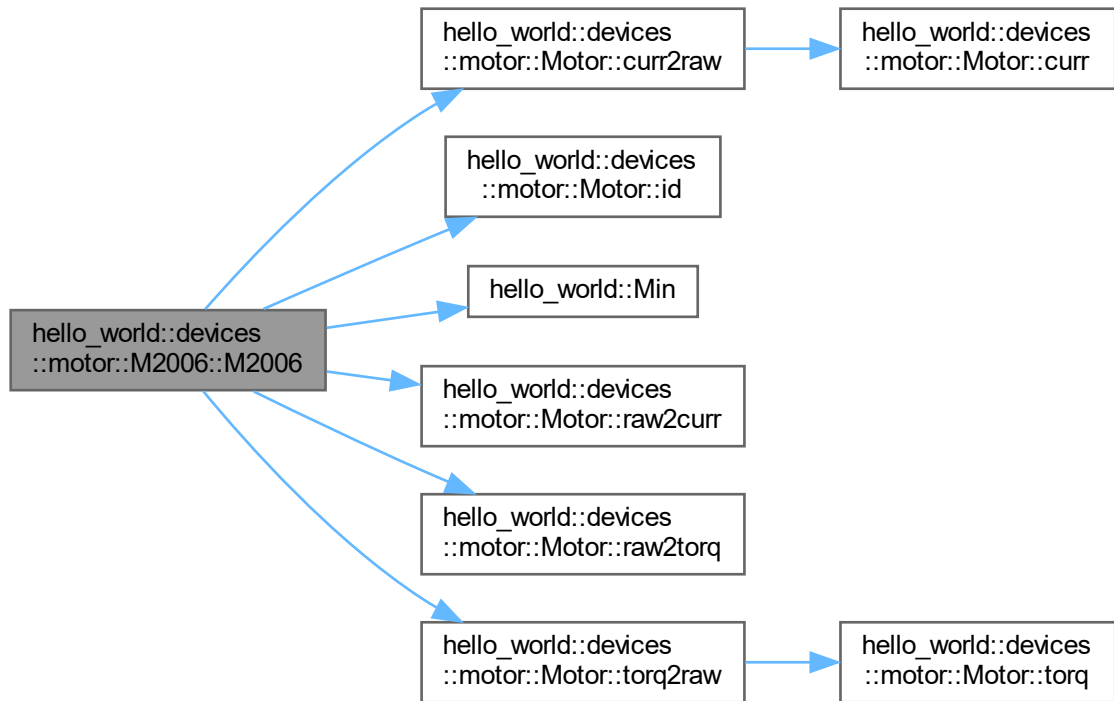 hello_world::devices
::motor::M2006::M2006
hello_world::devices
::motor::Motor::curr2raw
hello_world::devices
::motor::Motor::curr
hello_world::devices
::motor::Motor::id
hello_world::Min
hello_world::devices
::motor::Motor::raw2curr
hello_world::devices
::motor::Motor::raw2torq
hello_world::devices
::motor::Motor::torq2raw
hello_world::devices
::motor::Motor::torq